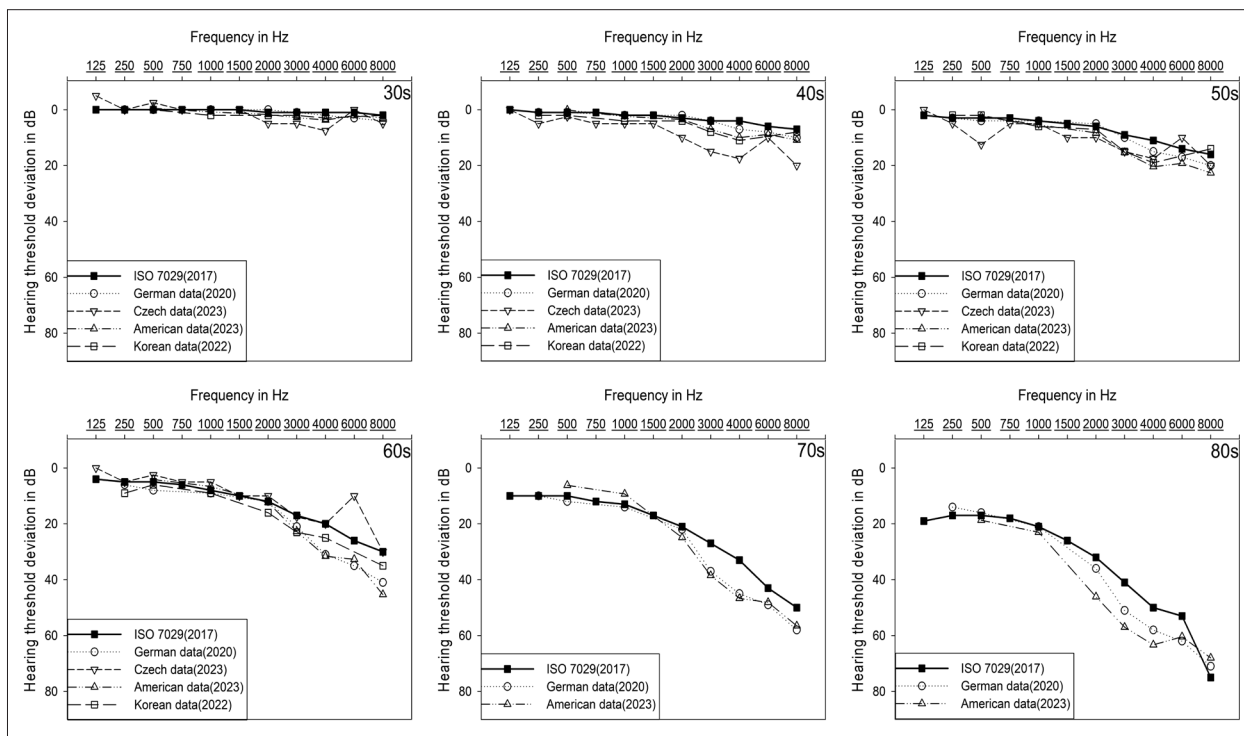 Frequency in Hz
125 250 500 750 1000 1500 2000 3000 4000 6000 8000
30s
Hearing threshold deviation in dB
0
20
40
60
80
ISO 7029(2017)
German data(2020)
Czech data(2023)
American data(2023)
Korean data(2022)
Frequency in Hz
125 250 500 750 1000 1500 2000 3000 4000 6000 8000
40s
Hearing threshold deviation in dB
0
20
40
60
80
ISO 7029(2017)
German data(2020)
Czech data(2023)
American data(2023)
Korean data(2022)
Frequency in Hz
125 250 500 750 1000 1500 2000 3000 4000 6000 8000
50s
Hearing threshold deviation in dB
0
20
40
60
80
ISO 7029(2017)
German data(2020)
Czech data(2023)
American data(2023)
Korean data(2022)
Frequency in Hz
125 250 500 750 1000 1500 2000 3000 4000 6000 8000
60s
Hearing threshold deviation in dB
0
20
40
60
80
ISO 7029(2017)
German data(2020)
Czech data(2023)
American data(2023)
Korean data(2022)
Frequency in Hz
125 250 500 750 1000 1500 2000 3000 4000 6000 8000
70s
Hearing threshold deviation in dB
0
20
40
60
80
ISO 7029(2017)
German data(2020)
American data(2023)
Frequency in Hz
125 250 500 750 1000 2000 3000 4000 6000 8000
80s
Hearing threshold deviation in dB
0
20
40
60
80
ISO 7029(2017)
German data(2020)
American data(2023)